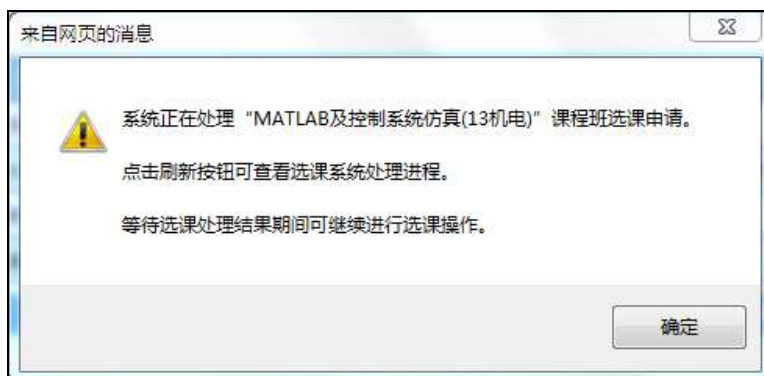 来自网页的消息
系统正在处理“MATLAB及控制系统仿真(13机电)”课程班选课申请。
点击刷新按钮可查看选课系统处理进程。
等待选课处理结果期间可继续进行选课操作。
确定